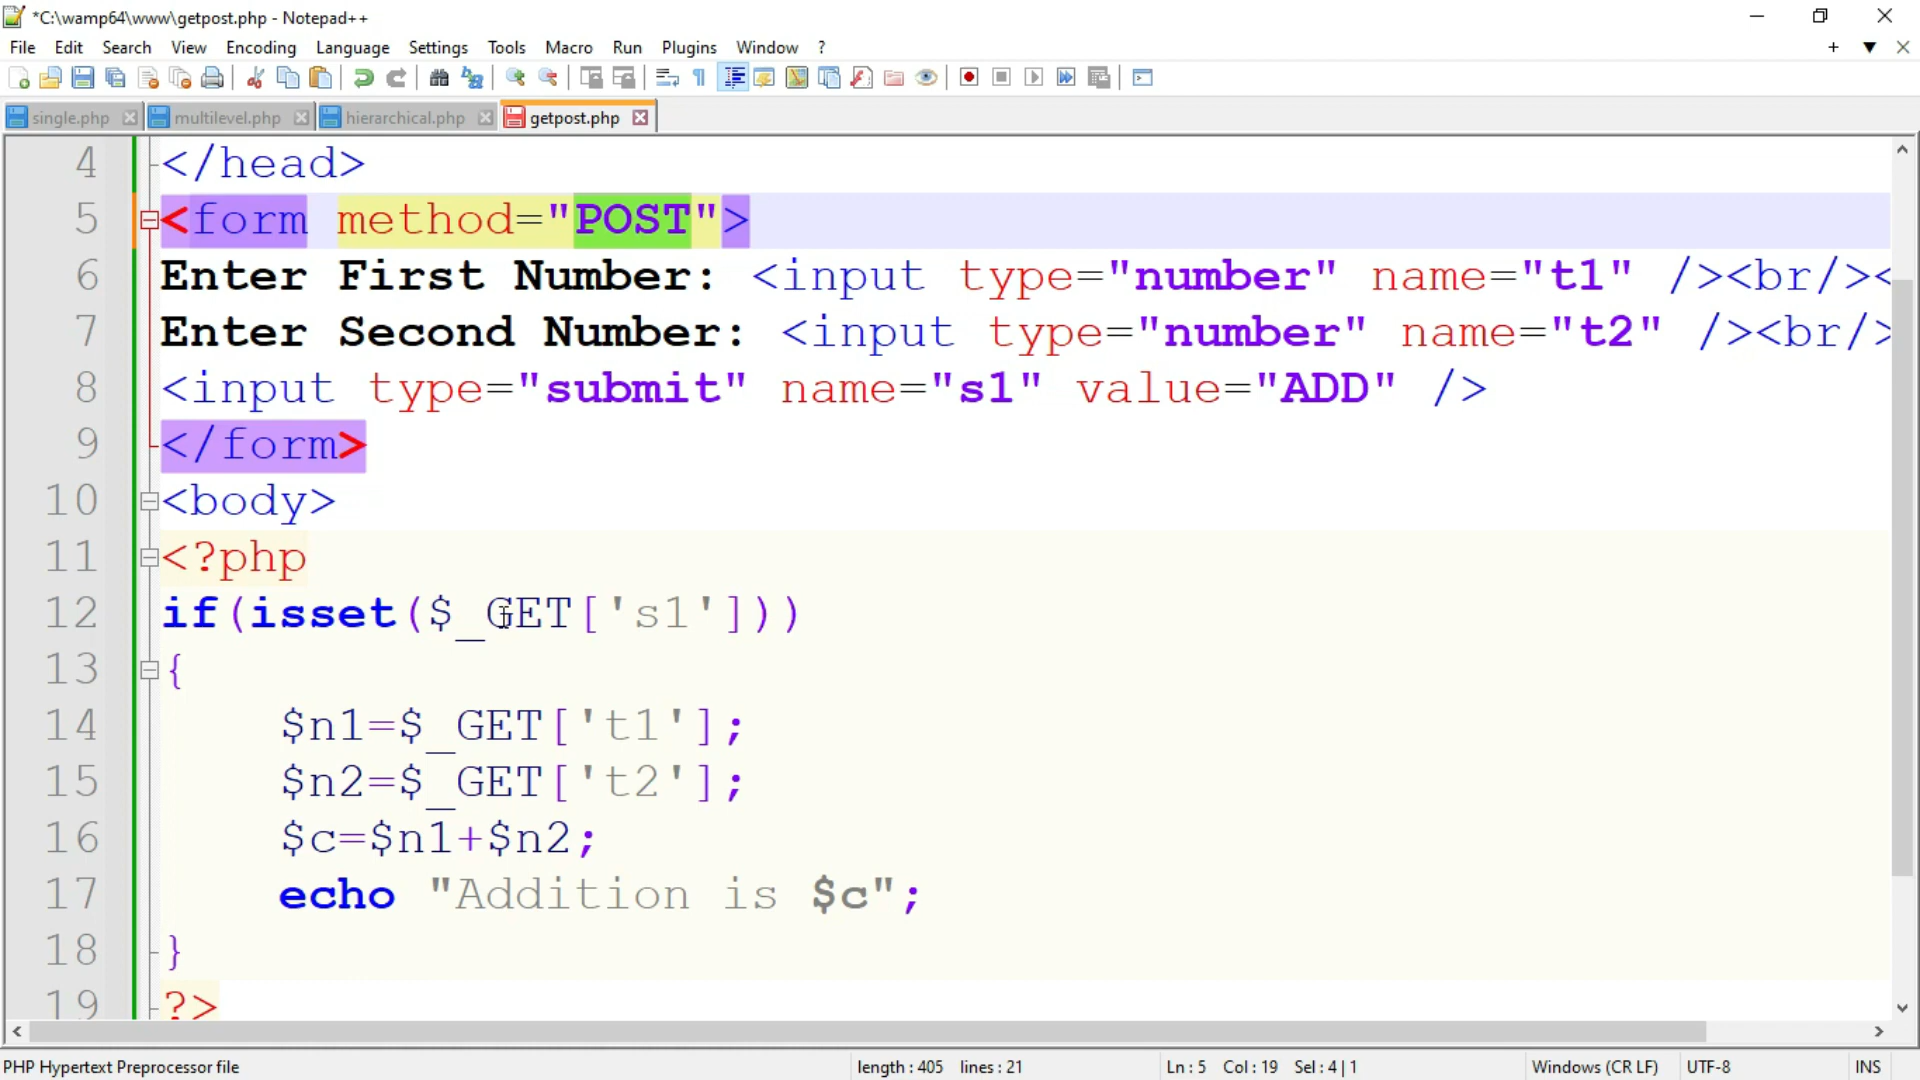 *C:\wamp64\www\getpost.php - Notepad++
File Edit Search View Encoding Language Settings Tools Macro Run Plugins Window ?
single.php multilevel.php hierarchical.php getpost.php
4 </head>
5 <form method="POST">
6 Enter First Number: <input type="number" name="t1" /><br/><
7 Enter Second Number: <input type="number" name="t2" /><br/>
8 <input type="submit" name="s1" value="ADD" />
9 </form>
10 <body>
11 <?php
12 if(isset($_GET['s1']))
13 {
14 $n1=$_GET['t1'];
15 $n2=$_GET['t2'];
16 $c=$n1+$n2;
17 echo "Addition is $c";
18 }
19 ?>
PHP Hypertext Preprocessor file length : 405 lines : 21 Ln : 5 Col : 19 Sel : 4 | 1 Windows (CR LF) UTF-8 INS